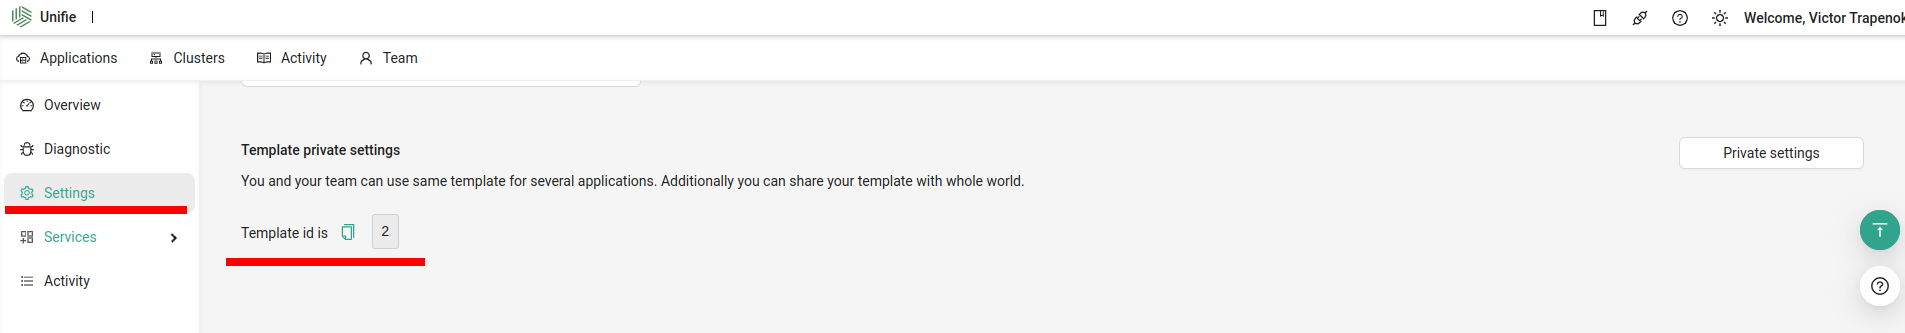 Unifie
Welcome, Victor Trapenok
Applications
Clusters
Activity
Team
Overview
Diagnostic
Settings
Services
Activity
Template private settings
Private settings
You and your team can use same template for several applications. Additionally you can share your template with whole world.
Template id is 2